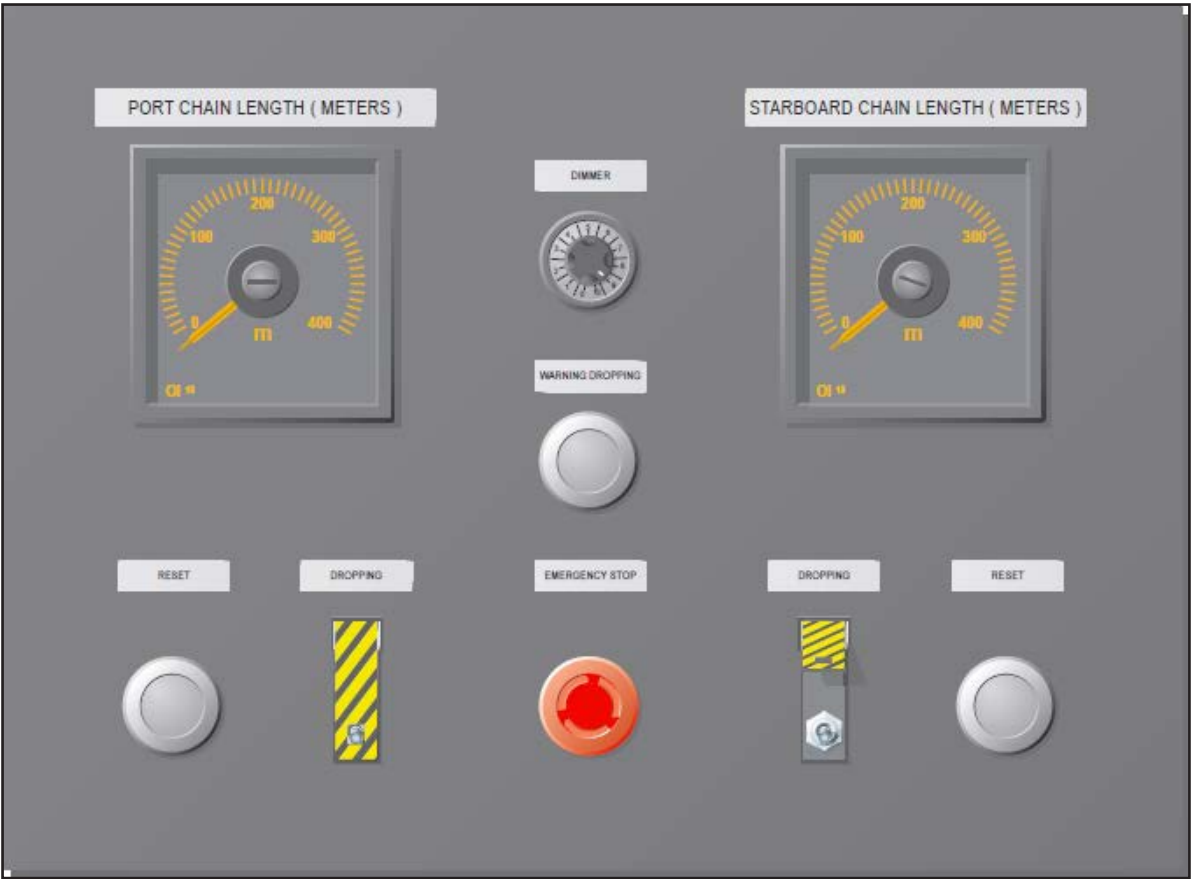 PORT CHAIN LENGTH ( METERS )
STARBOARD CHAIN LENGTH ( METERS )
DIMMER
200
100
300
0
400
m
200
100
300
0
400
m
WARNING DROPPING
RESET
DROPPING
EMERGENCY STOP
DROPPING
RESET